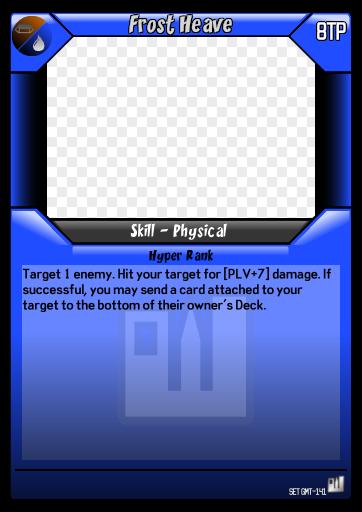 Frost Heave
8TP
Skill - Physical
Hyper Rank
Target 1 enemy. Hit your target for [PLV+7] damage. If
successful, you may send a card attached to your
target to the bottom of their owner's Deck.
SET GMT-141